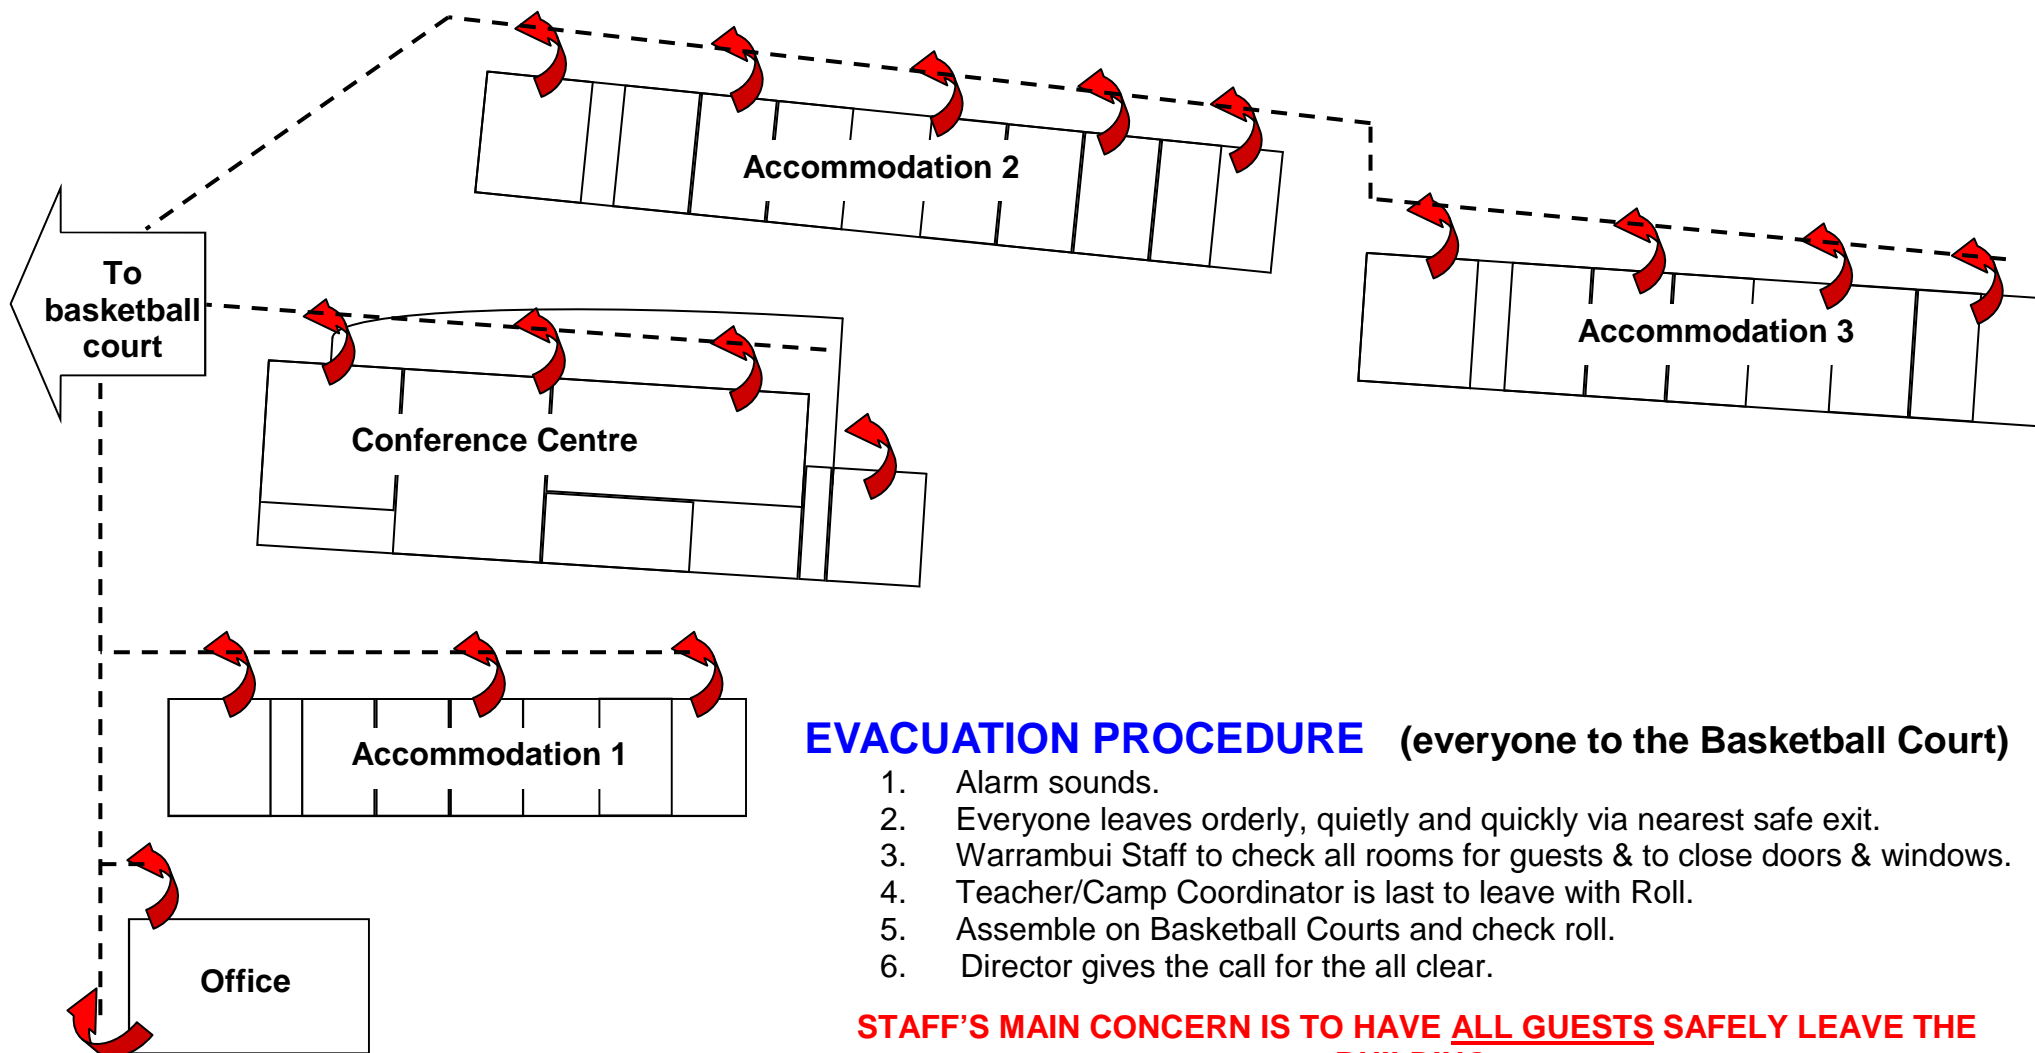 Accommodation 2
To
basketball
court
Accommodation 3
Conference Centre
Accommodation 1
EVACUATION PROCEDURE (everyone to the Basketball Court)
1. Alarm sounds.
2. Everyone leaves orderly, quietly and quickly via nearest safe exit.
3. Warrambui Staff to check all rooms for guests & to close doors & windows.
4. Teacher/Camp Coordinator is last to leave with Roll.
5. Assemble on Basketball Courts and check roll.
6. Director gives the call for the all clear.
Office
STAFF'S MAIN CONCERN IS TO HAVE ALL GUESTS SAFELY LEAVE THE